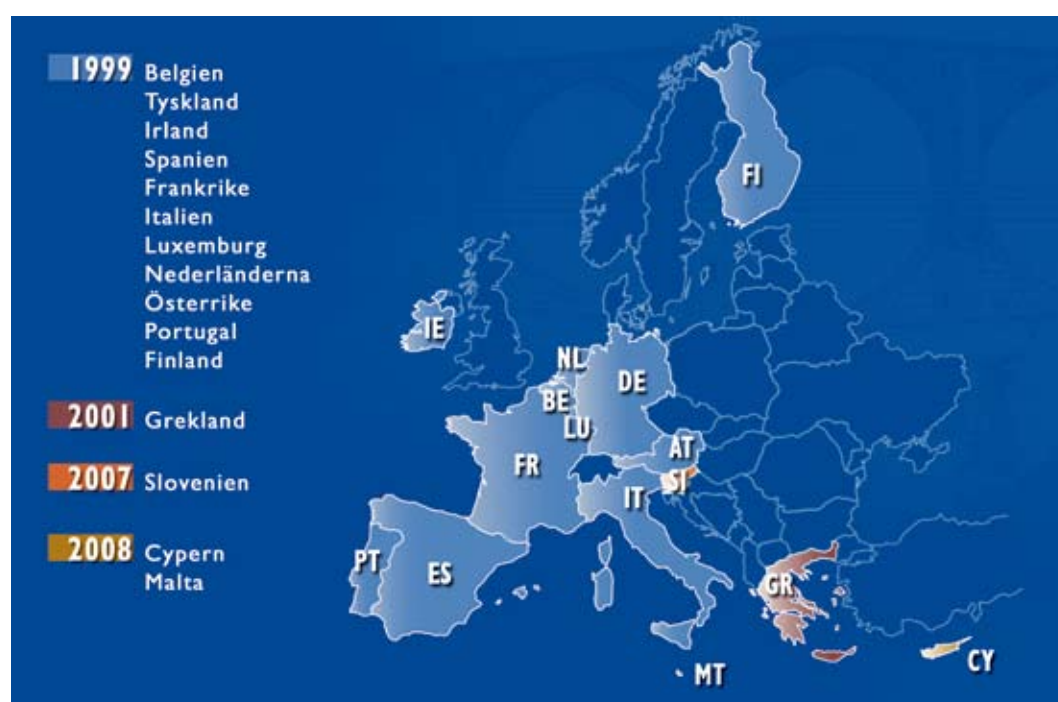 1999 Belgien
Tyskland
Irland
Spanien
Frankrike
Italien
Luxemburg
Nederländerna
Österrike
Portugal
Finland
2001 Grekland
2007 Slovenien
2008 Cypern
Malta
FI
IE
NL
DE
BE
LU
AT
FR
SI
IT
PT
ES
GR
CY
MT